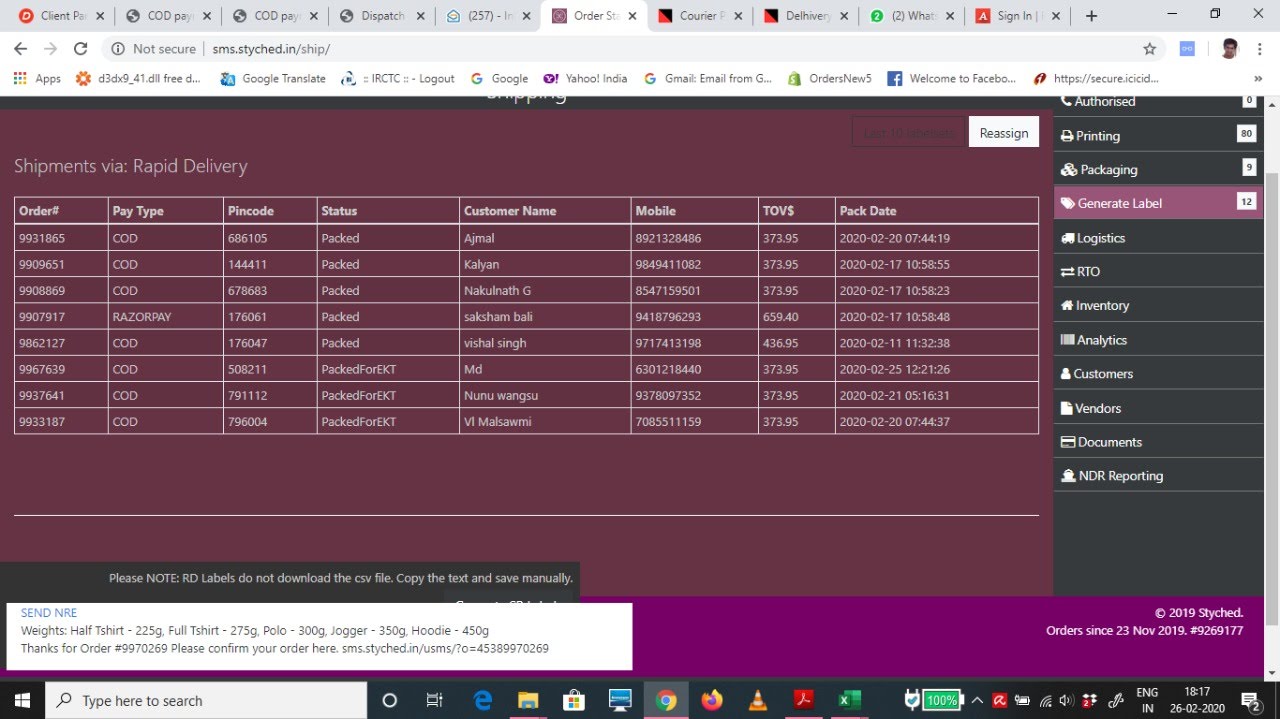 Client Pa
COD pay
COD pay
Dispatch
(257) - In
Order Sta
Courier P
Delhivery
(2) What
Sign In |
Not secure | sms.styched.in/ship/
Apps d3dx9_41.dll free d... Google Translate :: IRCTC :: - Logout Google Yahoo! India Gmail: Email from G... OrdersNew5 Welcome to Facebo... https://secure.icicid... »
Shipping
Last 10 labelsets Reassign
Shipments via: Rapid Delivery
Order# Pay Type Pincode Status Customer Name Mobile TOV$ Pack Date
9931865 COD 686105 Packed Ajmal 8921328486 373.95 2020-02-20 07:44:19
9909651 COD 144411 Packed Kalyan 9849411082 373.95 2020-02-17 10:58:55
9908869 COD 678683 Packed Nakulnath G 8547159501 373.95 2020-02-17 10:58:23
9907917 RAZORPAY 176061 Packed saksham bali 9418796293 659.40 2020-02-17 10:58:48
9862127 COD 176047 Packed vishal singh 9717413198 436.95 2020-02-11 11:32:38
9967639 COD 508211 PackedForEKT Md 6301218440 373.95 2020-02-25 12:21:26
9937641 COD 791112 PackedForEKT Nunu wangsu 9378097352 373.95 2020-02-21 05:16:31
9933187 COD 796004 PackedForEKT Vl Malsawmi 7085511159 373.95 2020-02-20 07:44:37
Authorised 0
Printing 80
Packaging 9
Generate Label 12
Logistics
RTO
Inventory
Analytics
Customers
Vendors
Documents
NDR Reporting
Please NOTE: RD Labels do not download the csv file. Copy the text and save manually.
SEND NRE
Weights: Half Tshirt - 225g, Full Tshirt - 275g, Polo - 300g, Jogger - 350g, Hoodie - 450g
Thanks for Order #9970269 Please confirm your order here. sms.styched.in/usms/?o=45389970269
© 2019 Styched.
Orders since 23 Nov 2019. #9269177
Type here to search
100%
ENG
IN
18:17
26-02-2020
2